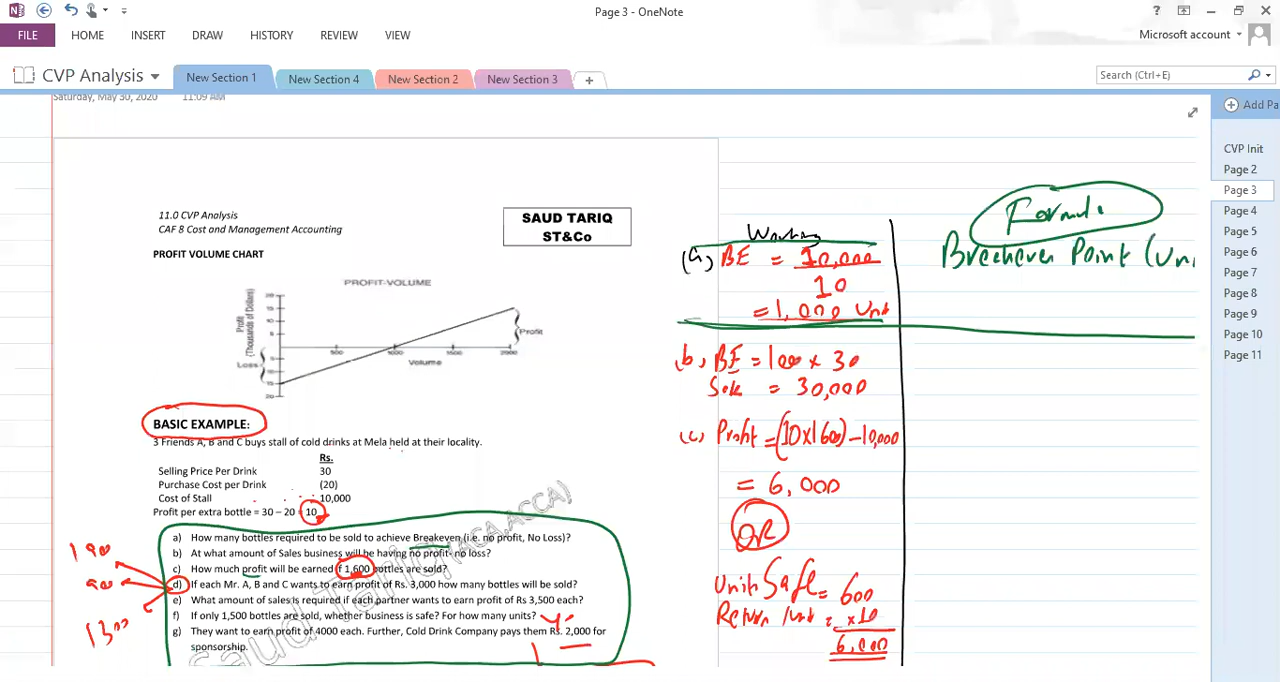 Page 3 - OneNote
FILE HOME INSERT DRAW HISTORY REVIEW VIEW
Microsoft account
CVP Analysis New Section 1 New Section 4 New Section 2 New Section 3
Search (Ctrl+E)
Saturday, May 30, 2020 11:09 AM
Add Pa
CVP Init
Page 2
Page 3
Page 4
Page 5
Page 6
Page 7
Page 8
Page 9
Page 10
Page 11
11.0 CVP Analysis
CAF 8 Cost and Management Accounting
SAUD TARIQ
ST&Co
PROFIT VOLUME CHART
PROFIT-VOLUME
Profit
(Thousands of Dollars)
Loss
Profit
500 1000 1500 2000
Volume
BASIC EXAMPLE:
3 Friends A, B and C buys stall of cold drinks at Mela held at their locality.
Rs.
Selling Price Per Drink 30
Purchase Cost per Drink (20)
Cost of Stall 10,000
Profit per extra bottle = 30 – 20 = 10
a) How many bottles required to be sold to achieve Breakeven (i.e. no profit, No Loss)?
b) At what amount of Sales business will be having no profit-no loss?
c) How much profit will be earned if 1,600 bottles are sold?
d) If each Mr. A, B and C wants to earn profit of Rs. 3,000 how many bottles will be sold?
e) What amount of sales is required if each partner wants to earn profit of Rs 3,500 each?
f) If only 1,500 bottles are sold, whether business is safe? For how many units?
g) They want to earn profit of 4000 each. Further, Cold Drink Company pays them Rs. 2,000 for
sponsorship.
Working
(a) BE = 10,000
10
= 1,000 Unit
(b) BE = 100 x 30
Sale = 30,000
(c) Profit = (10x1600) - 10,000
= 6,000
OR
Units Safe = 600
Return /unit = x10
6,000
Formula
Breakeven Point (Uni